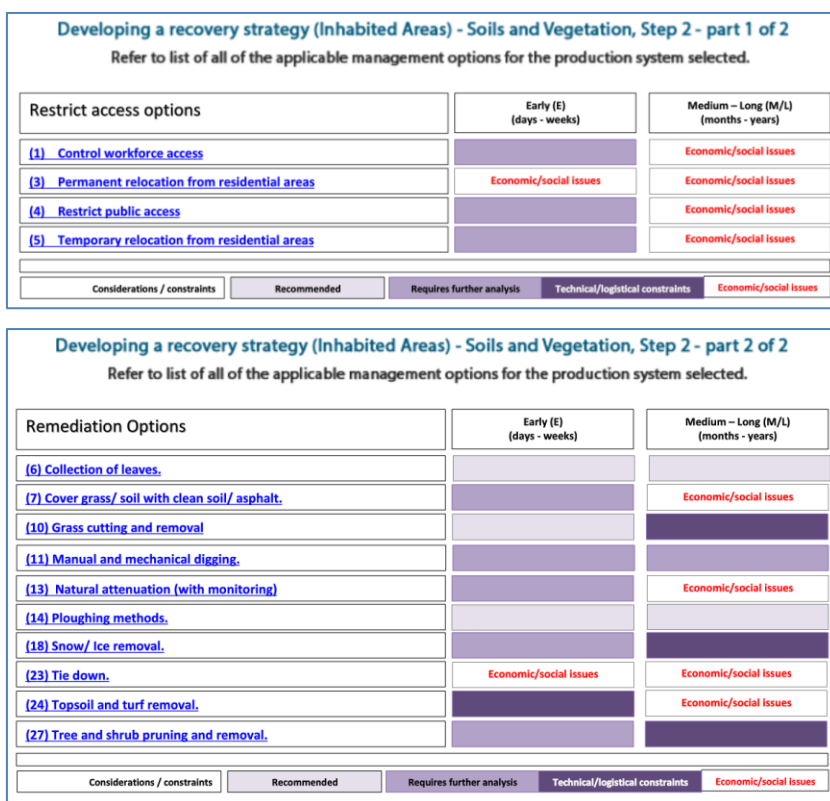 Developing a recovery strategy (Inhabited Areas) - Soils and Vegetation, Step 2 - part 1 of 2
Refer to list of all of the applicable management options for the production system selected.
Restrict access options
Early (E)
(days - weeks)
Medium – Long (M/L)
(months - years)
(1) Control workforce access
Economic/social issues
(3) Permanent relocation from residential areas
Economic/social issues
Economic/social issues
(4) Restrict public access
Economic/social issues
(5) Temporary relocation from residential areas
Economic/social issues
Considerations / constraints
Recommended
Requires further analysis
Technical/logistical constraints
Economic/social issues
Developing a recovery strategy (Inhabited Areas) - Soils and Vegetation, Step 2 - part 2 of 2
Refer to list of all of the applicable management options for the production system selected.
Remediation Options
Early (E)
(days - weeks)
Medium – Long (M/L)
(months - years)
(6) Collection of leaves.
(7) Cover grass/ soil with clean soil/ asphalt.
Economic/social issues
(10) Grass cutting and removal
(11) Manual and mechanical digging.
(13) Natural attenuation (with monitoring)
Economic/social issues
(14) Ploughing methods.
(18) Snow/ Ice removal.
(23) Tie down.
Economic/social issues
Economic/social issues
(24) Topsoil and turf removal.
Economic/social issues
(27) Tree and shrub pruning and removal.
Considerations / constraints
Recommended
Requires further analysis
Technical/logistical constraints
Economic/social issues